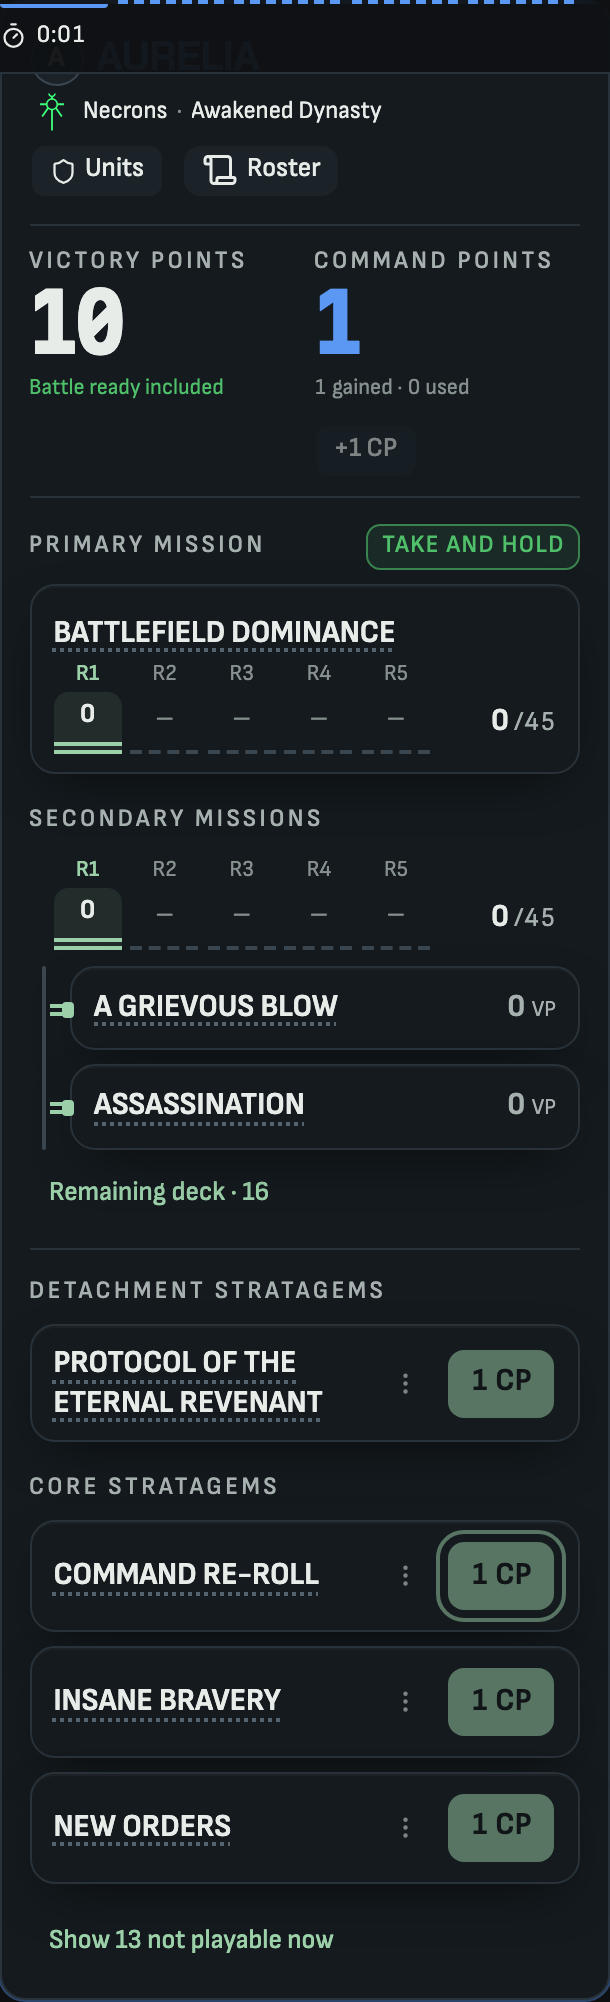 0:01
A AURELIA
Necrons · Awakened Dynasty
Units Roster
VICTORY POINTS COMMAND POINTS
10 1
Battle ready included 1 gained · 0 used
+1 CP
PRIMARY MISSION TAKE AND HOLD
BATTLEFIELD DOMINANCE
R1 R2 R3 R4 R5
0 – – – – 0/45
SECONDARY MISSIONS
R1 R2 R3 R4 R5
0 – – – – 0/45
A GRIEVOUS BLOW 0 VP
ASSASSINATION 0 VP
Remaining deck · 16
DETACHMENT STRATAGEMS
PROTOCOL OF THE
ETERNAL REVENANT 1 CP
CORE STRATAGEMS
COMMAND RE-ROLL 1 CP
INSANE BRAVERY 1 CP
NEW ORDERS 1 CP
Show 13 not playable now